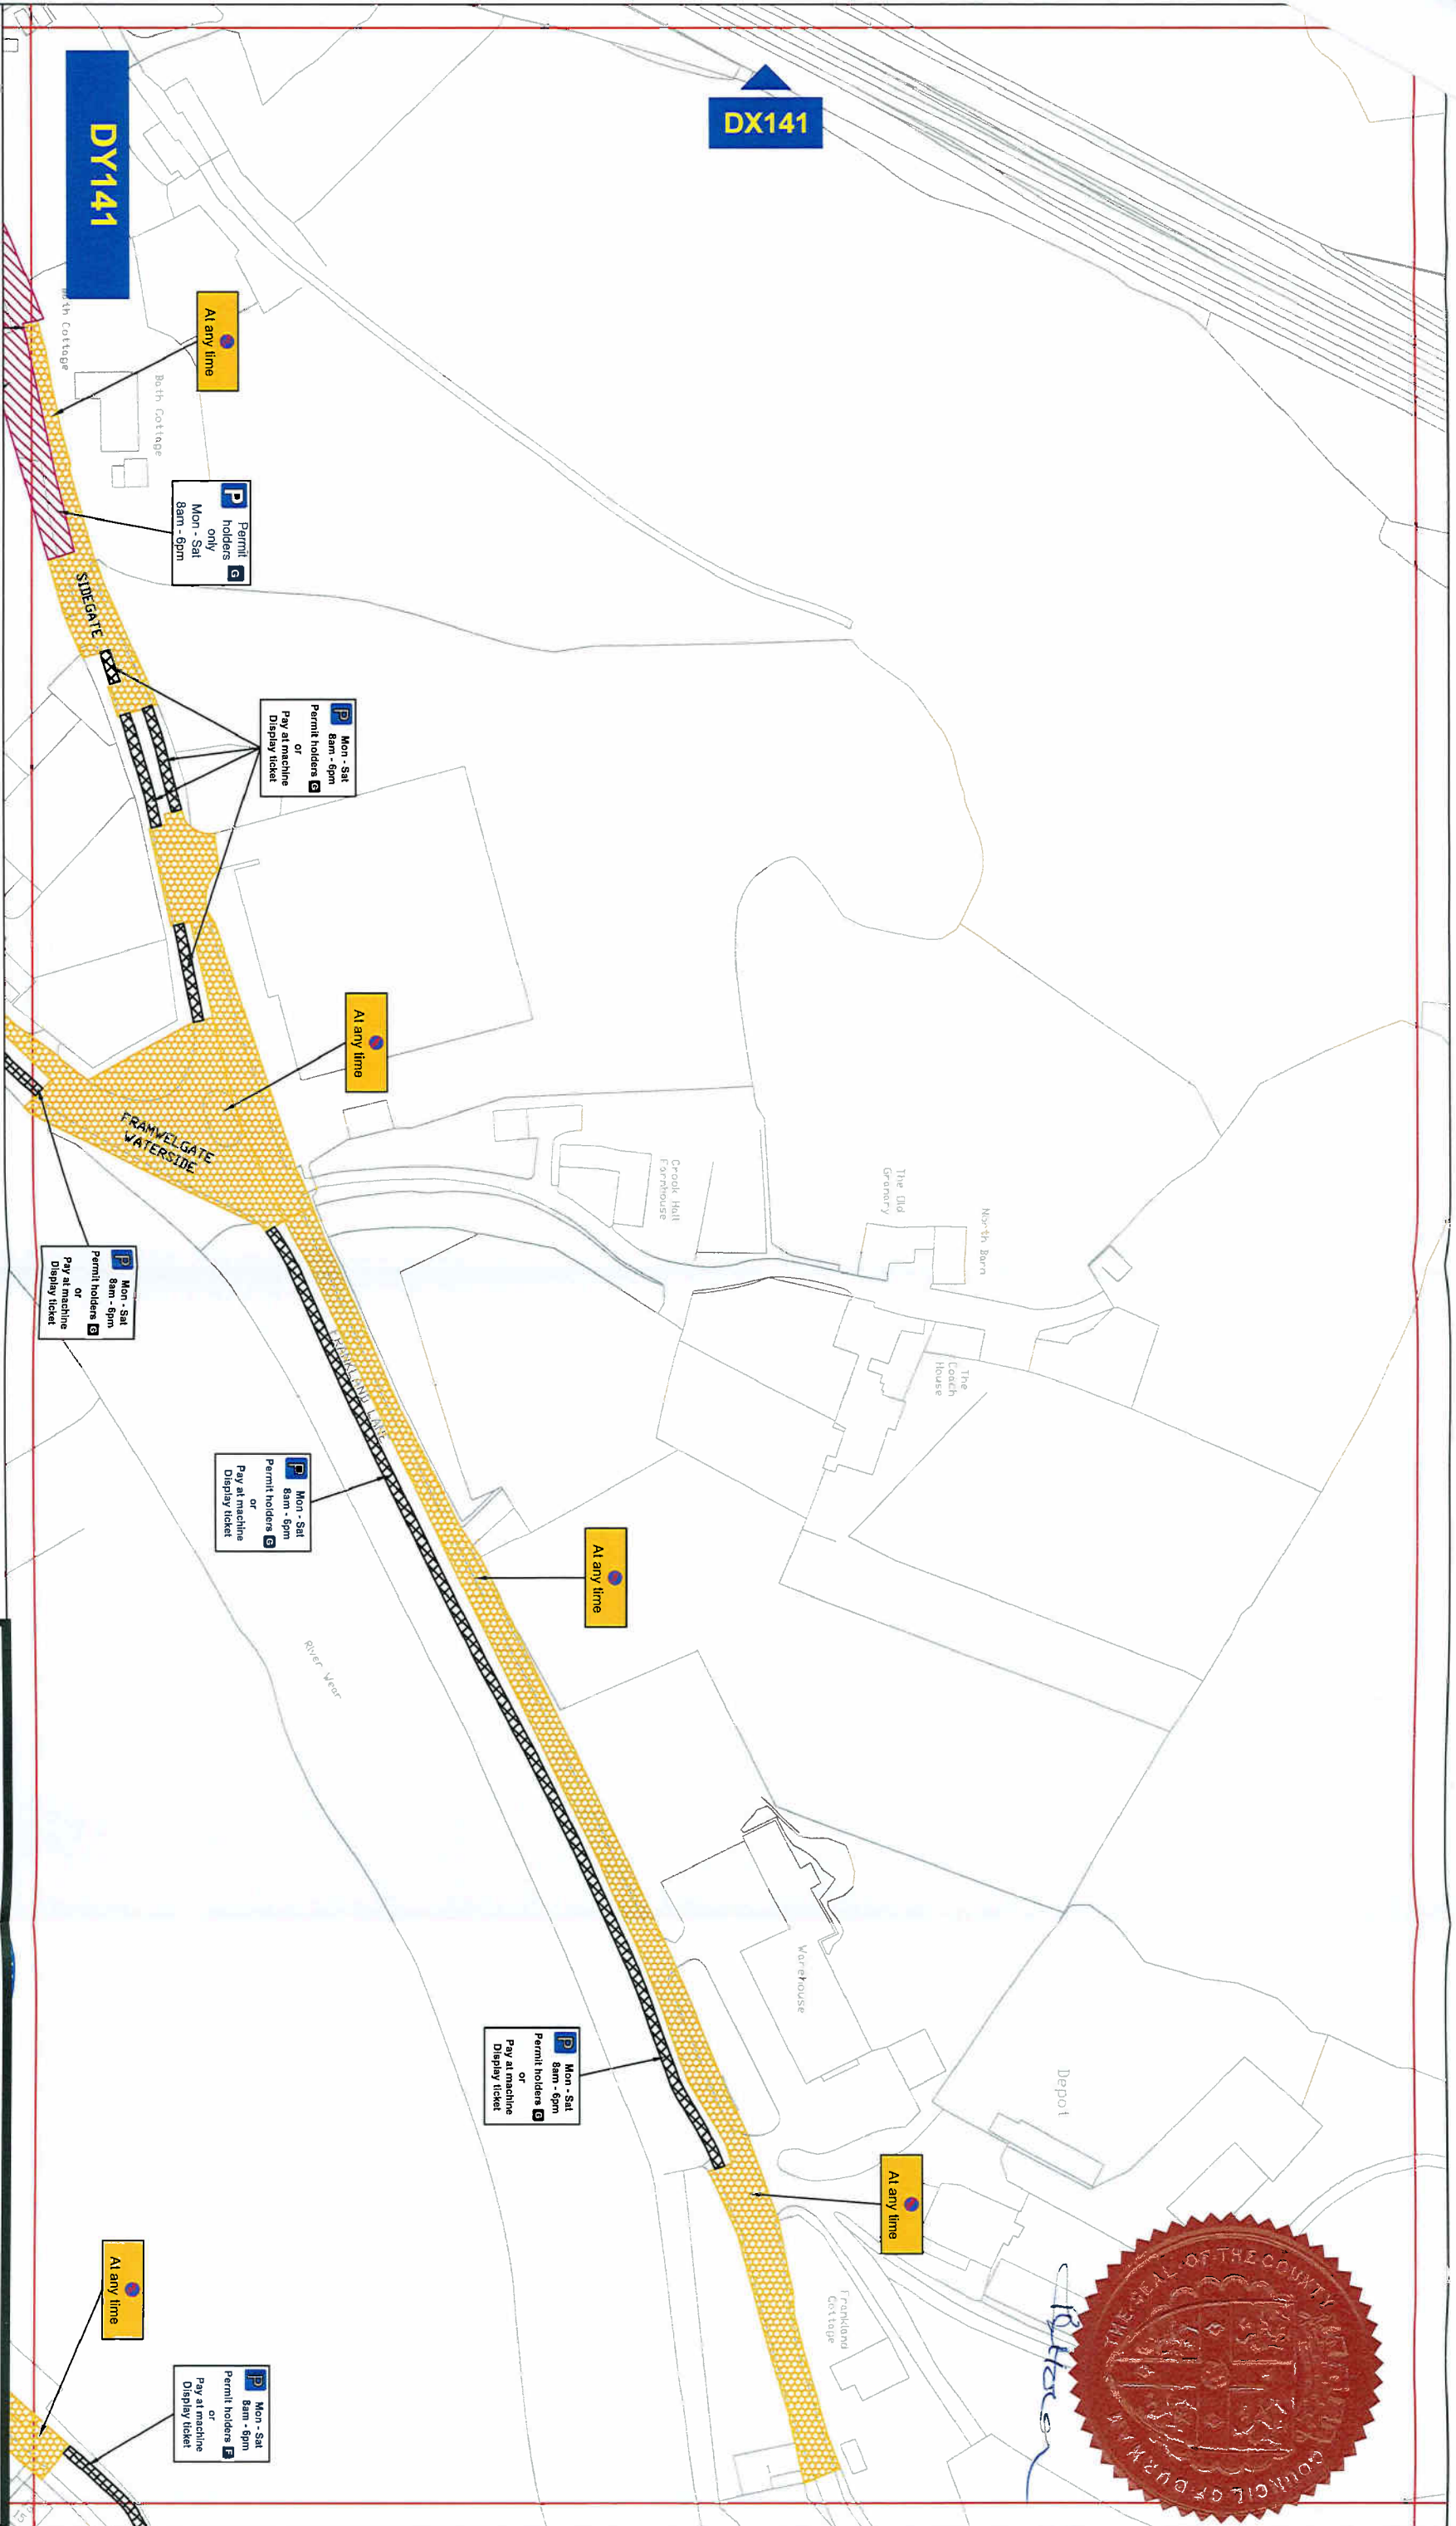 DX141
DY141
Bath Cottage
At any time
Permit
holders G
only
Mon - Sat
8am - 6pm
SIDEGATE
Mon - Sat
8am - 6pm
Permit holders G
Pay at machine
or
Display ticket
At any time
FRAMWELGATE
WATERSIDE
Mon - Sat
8am - 6pm
Permit holders G
Pay at machine
or
Display ticket
Crook Hall
Farmhouse
The Old
Granary
North Barn
The
Coach
House
FRANKLAND LANE
Mon - Sat
8am - 6pm
Permit holders G
Pay at machine
or
Display ticket
At any time
River Wear
Warehouse
Mon - Sat
8am - 6pm
Permit holders G
Pay at machine
or
Display ticket
Depot
At any time
Frankland
Cottage
At any time
Mon - Sat
8am - 6pm
Permit holders F
Pay at machine
or
Display ticket
THE SEAL OF THE COUNTY COUNCIL OF DURHAM